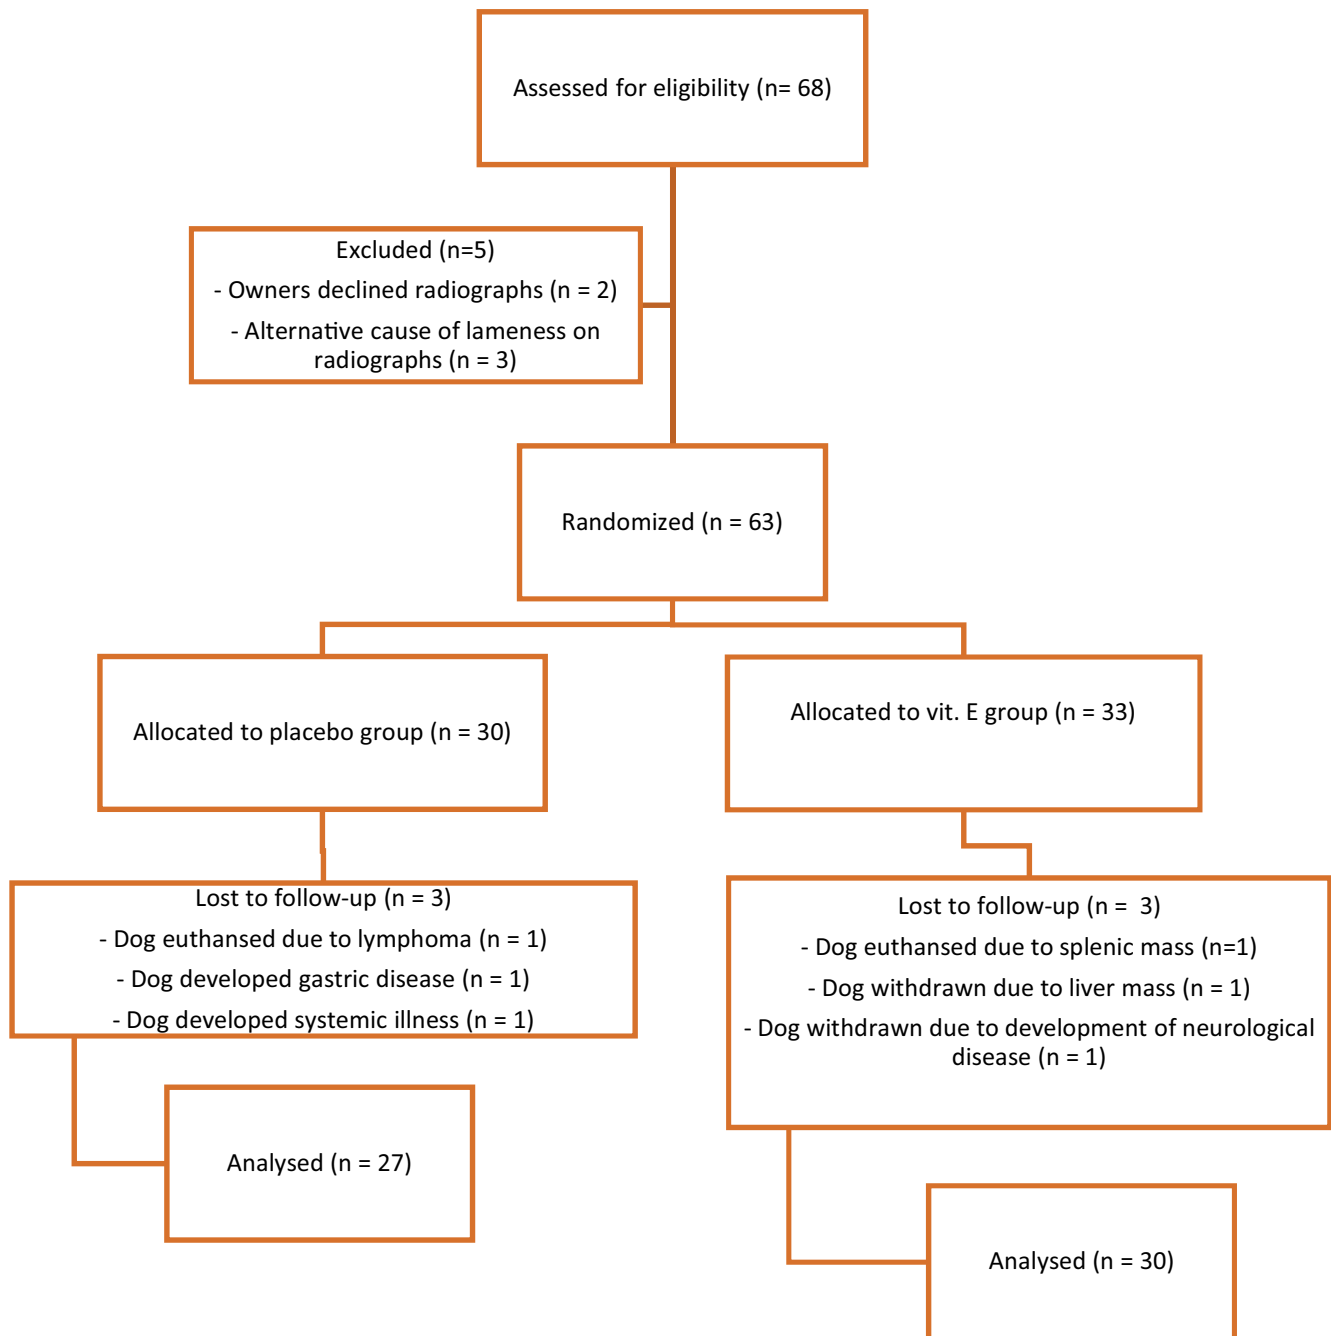 Assessed for eligibility (n= 68)
Excluded (n=5)
- Owners declined radiographs (n = 2)
- Alternative cause of lameness on
radiographs (n = 3)
Randomized (n = 63)
Allocated to placebo group (n = 30)
Allocated to vit. E group (n = 33)
Lost to follow-up (n = 3)
- Dog euthansed due to lymphoma (n = 1)
- Dog developed gastric disease (n = 1)
- Dog developed systemic illness (n = 1)
Lost to follow-up (n =  3)
- Dog euthansed due to splenic mass (n=1)
- Dog withdrawn due to liver mass (n = 1)
- Dog withdrawn due to development of neurological
disease (n = 1)
Analysed (n = 27)
Analysed (n = 30)